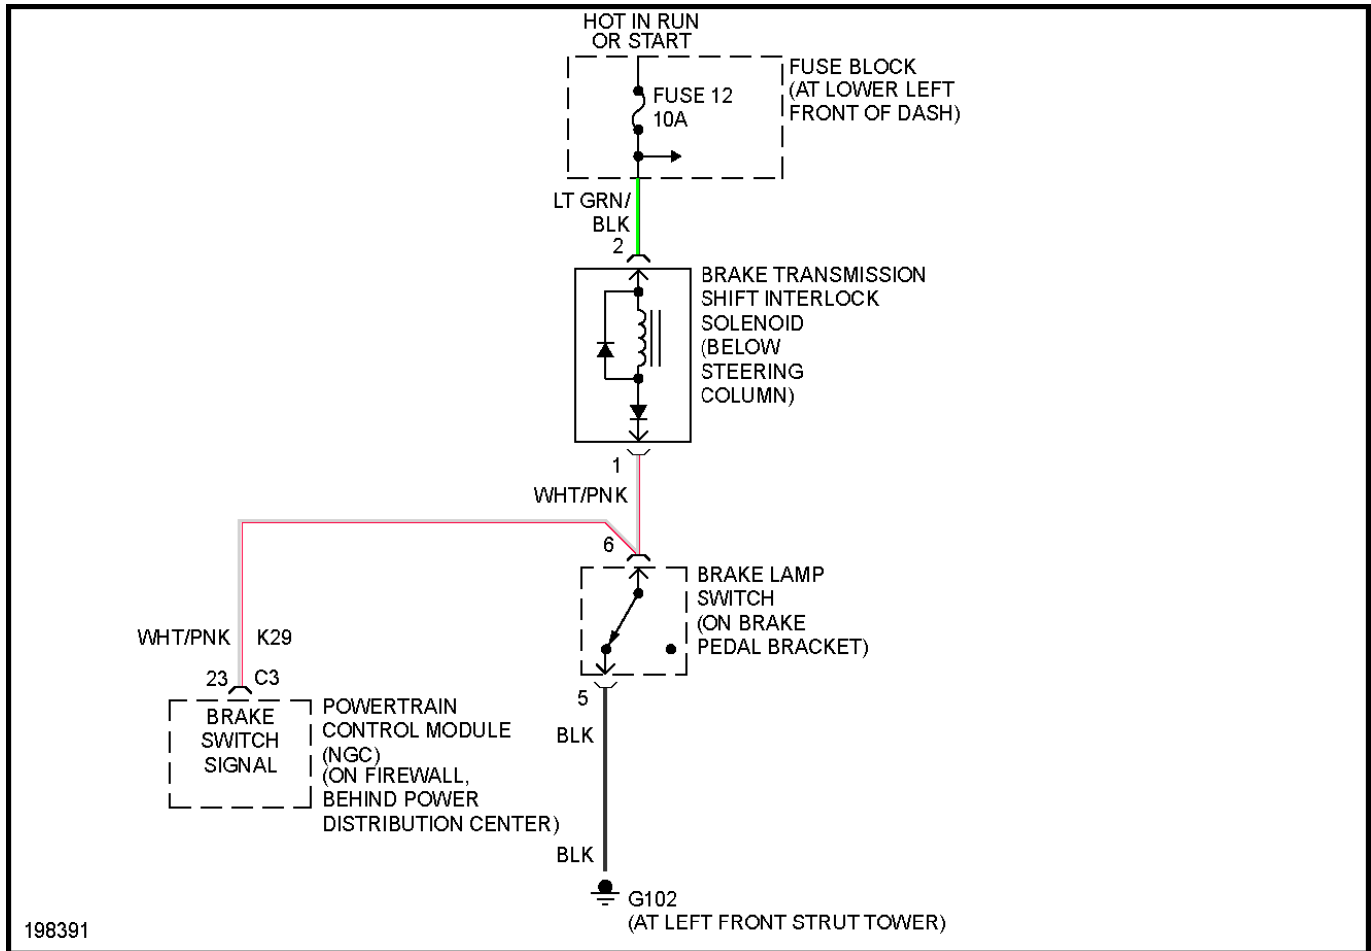 HOT IN RUN
OR START
FUSE 12
10A
FUSE BLOCK
(AT LOWER LEFT
FRONT OF DASH)
LT GRN/
BLK
2
BRAKE TRANSMISSION
SHIFT INTERLOCK
SOLENOID
(BELOW
STEERING
COLUMN)
1
WHT/PNK
6
BRAKE LAMP
SWITCH
(ON BRAKE
PEDAL BRACKET)
WHT/PNK K29
23 C3
BRAKE
SWITCH
SIGNAL
POWERTRAIN
CONTROL MODULE
(NGC)
(ON FIREWALL,
BEHIND POWER
DISTRIBUTION CENTER)
5
BLK
BLK
G102
(AT LEFT FRONT STRUT TOWER)
198391